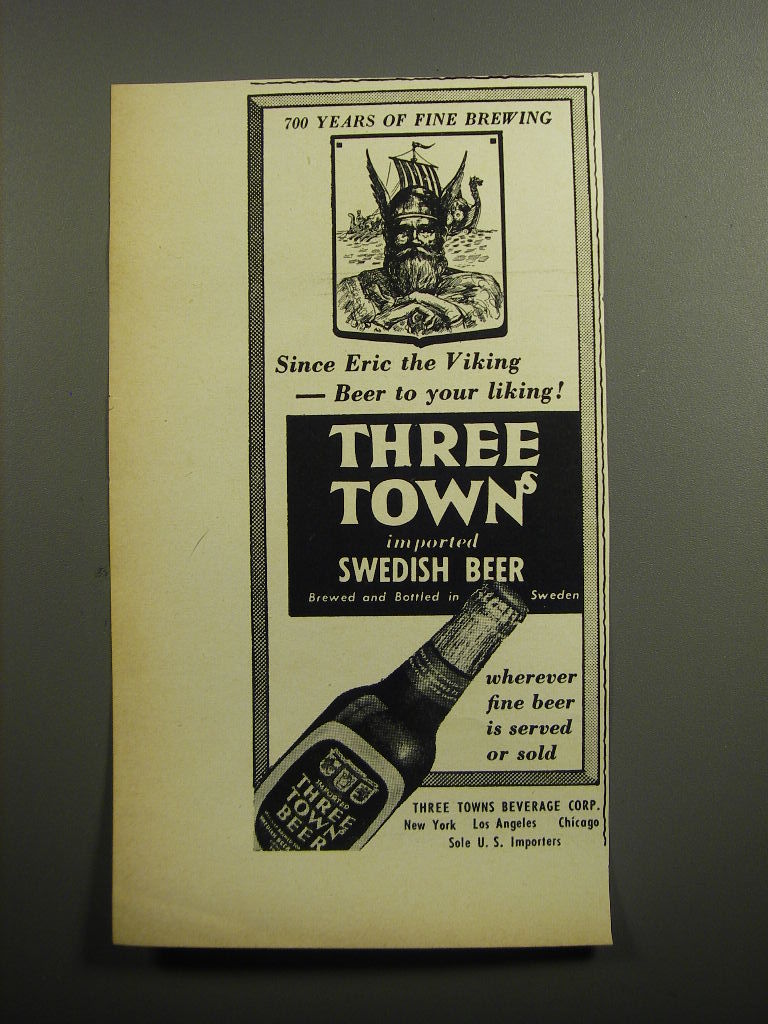 700 YEARS OF FINE BREWING
Since Eric the Viking
— Beer to your liking!
THREE
TOWNS
imported
SWEDISH BEER
Brewed and Bottled in Sweden
wherever
fine beer
is served
or sold
IMPORTED
THREE
TOWNS
BEER
THREE TOWNS BEVERAGE CORP.
New York Los Angeles Chicago
Sole U. S. Importers